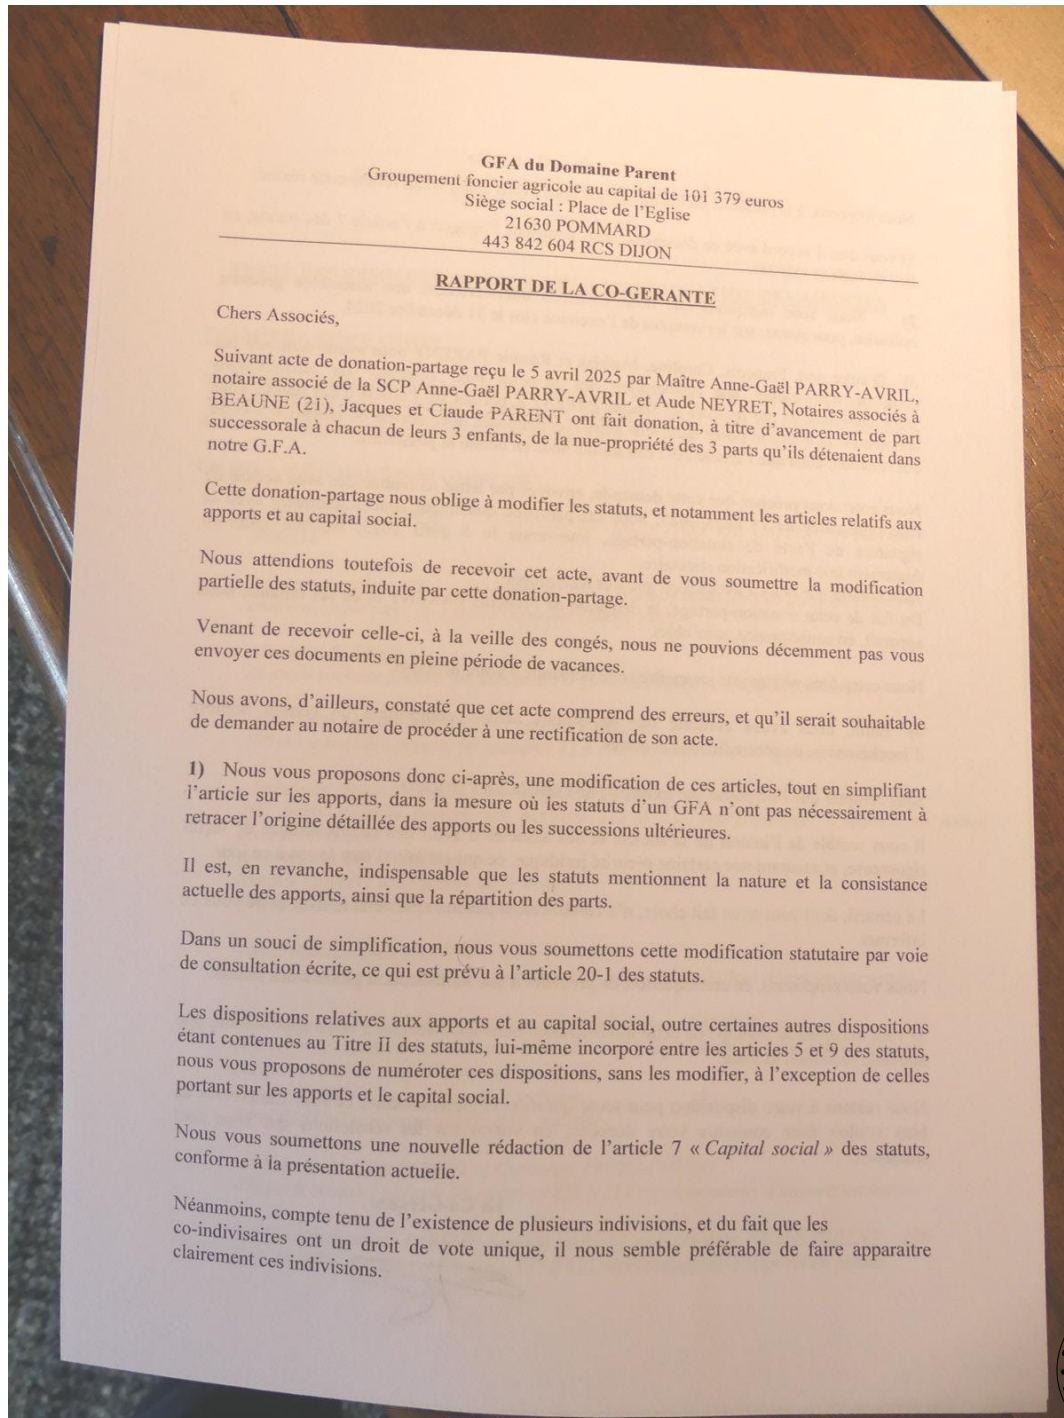 GFA du Domaine Parent
Groupement foncier agricole au capital de 101 379 euros
Siège social : Place de l'Eglise
21630 POMMARD
443 842 604 RCS DIJON
RAPPORT DE LA CO-GERANTE
Chers Associés,
Suivant acte de donation-partage reçu le 5 avril 2025 par Maître Anne-Gaël PARRY-AVRIL,
notaire associé de la SCP Anne-Gaël PARRY-AVRIL et Aude NEYRET, Notaires associés à
BEAUNE (21), Jacques et Claude PARENT ont fait donation, à titre d'avancement de part
successorale à chacun de leurs 3 enfants, de la nue-propriété des 3 parts qu'ils détenaient dans
notre G.F.A.
Cette donation-partage nous oblige à modifier les statuts, et notamment les articles relatifs aux
apports et au capital social.
Nous attendions toutefois de recevoir cet acte, avant de vous soumettre la modification
partielle des statuts, induite par cette donation-partage.
Venant de recevoir celle-ci, à la veille des congés, nous ne pouvions décemment pas vous
envoyer ces documents en pleine période de vacances.
Nous avons, d'ailleurs, constaté que cet acte comprend des erreurs, et qu'il serait souhaitable
de demander au notaire de procéder à une rectification de son acte.
1) Nous vous proposons donc ci-après, une modification de ces articles, tout en simplifiant
l'article sur les apports, dans la mesure où les statuts d'un GFA n'ont pas nécessairement à
retracer l'origine détaillée des apports ou les successions ultérieures.
Il est, en revanche, indispensable que les statuts mentionnent la nature et la consistance
actuelle des apports, ainsi que la répartition des parts.
Dans un souci de simplification, nous vous soumettons cette modification statutaire par voie
de consultation écrite, ce qui est prévu à l'article 20-1 des statuts.
Les dispositions relatives aux apports et au capital social, outre certaines autres dispositions
étant contenues au Titre II des statuts, lui-même incorporé entre les articles 5 et 9 des statuts,
nous vous proposons de numéroter ces dispositions, sans les modifier, à l'exception de celles
portant sur les apports et le capital social.
Nous vous soumettons une nouvelle rédaction de l'article 7 « Capital social » des statuts,
conforme à la présentation actuelle.
Néanmoins, compte tenu de l'existence de plusieurs indivisions, et du fait que les
co-indivisaires ont un droit de vote unique, il nous semble préférable de faire apparaitre
clairement ces indivisions.